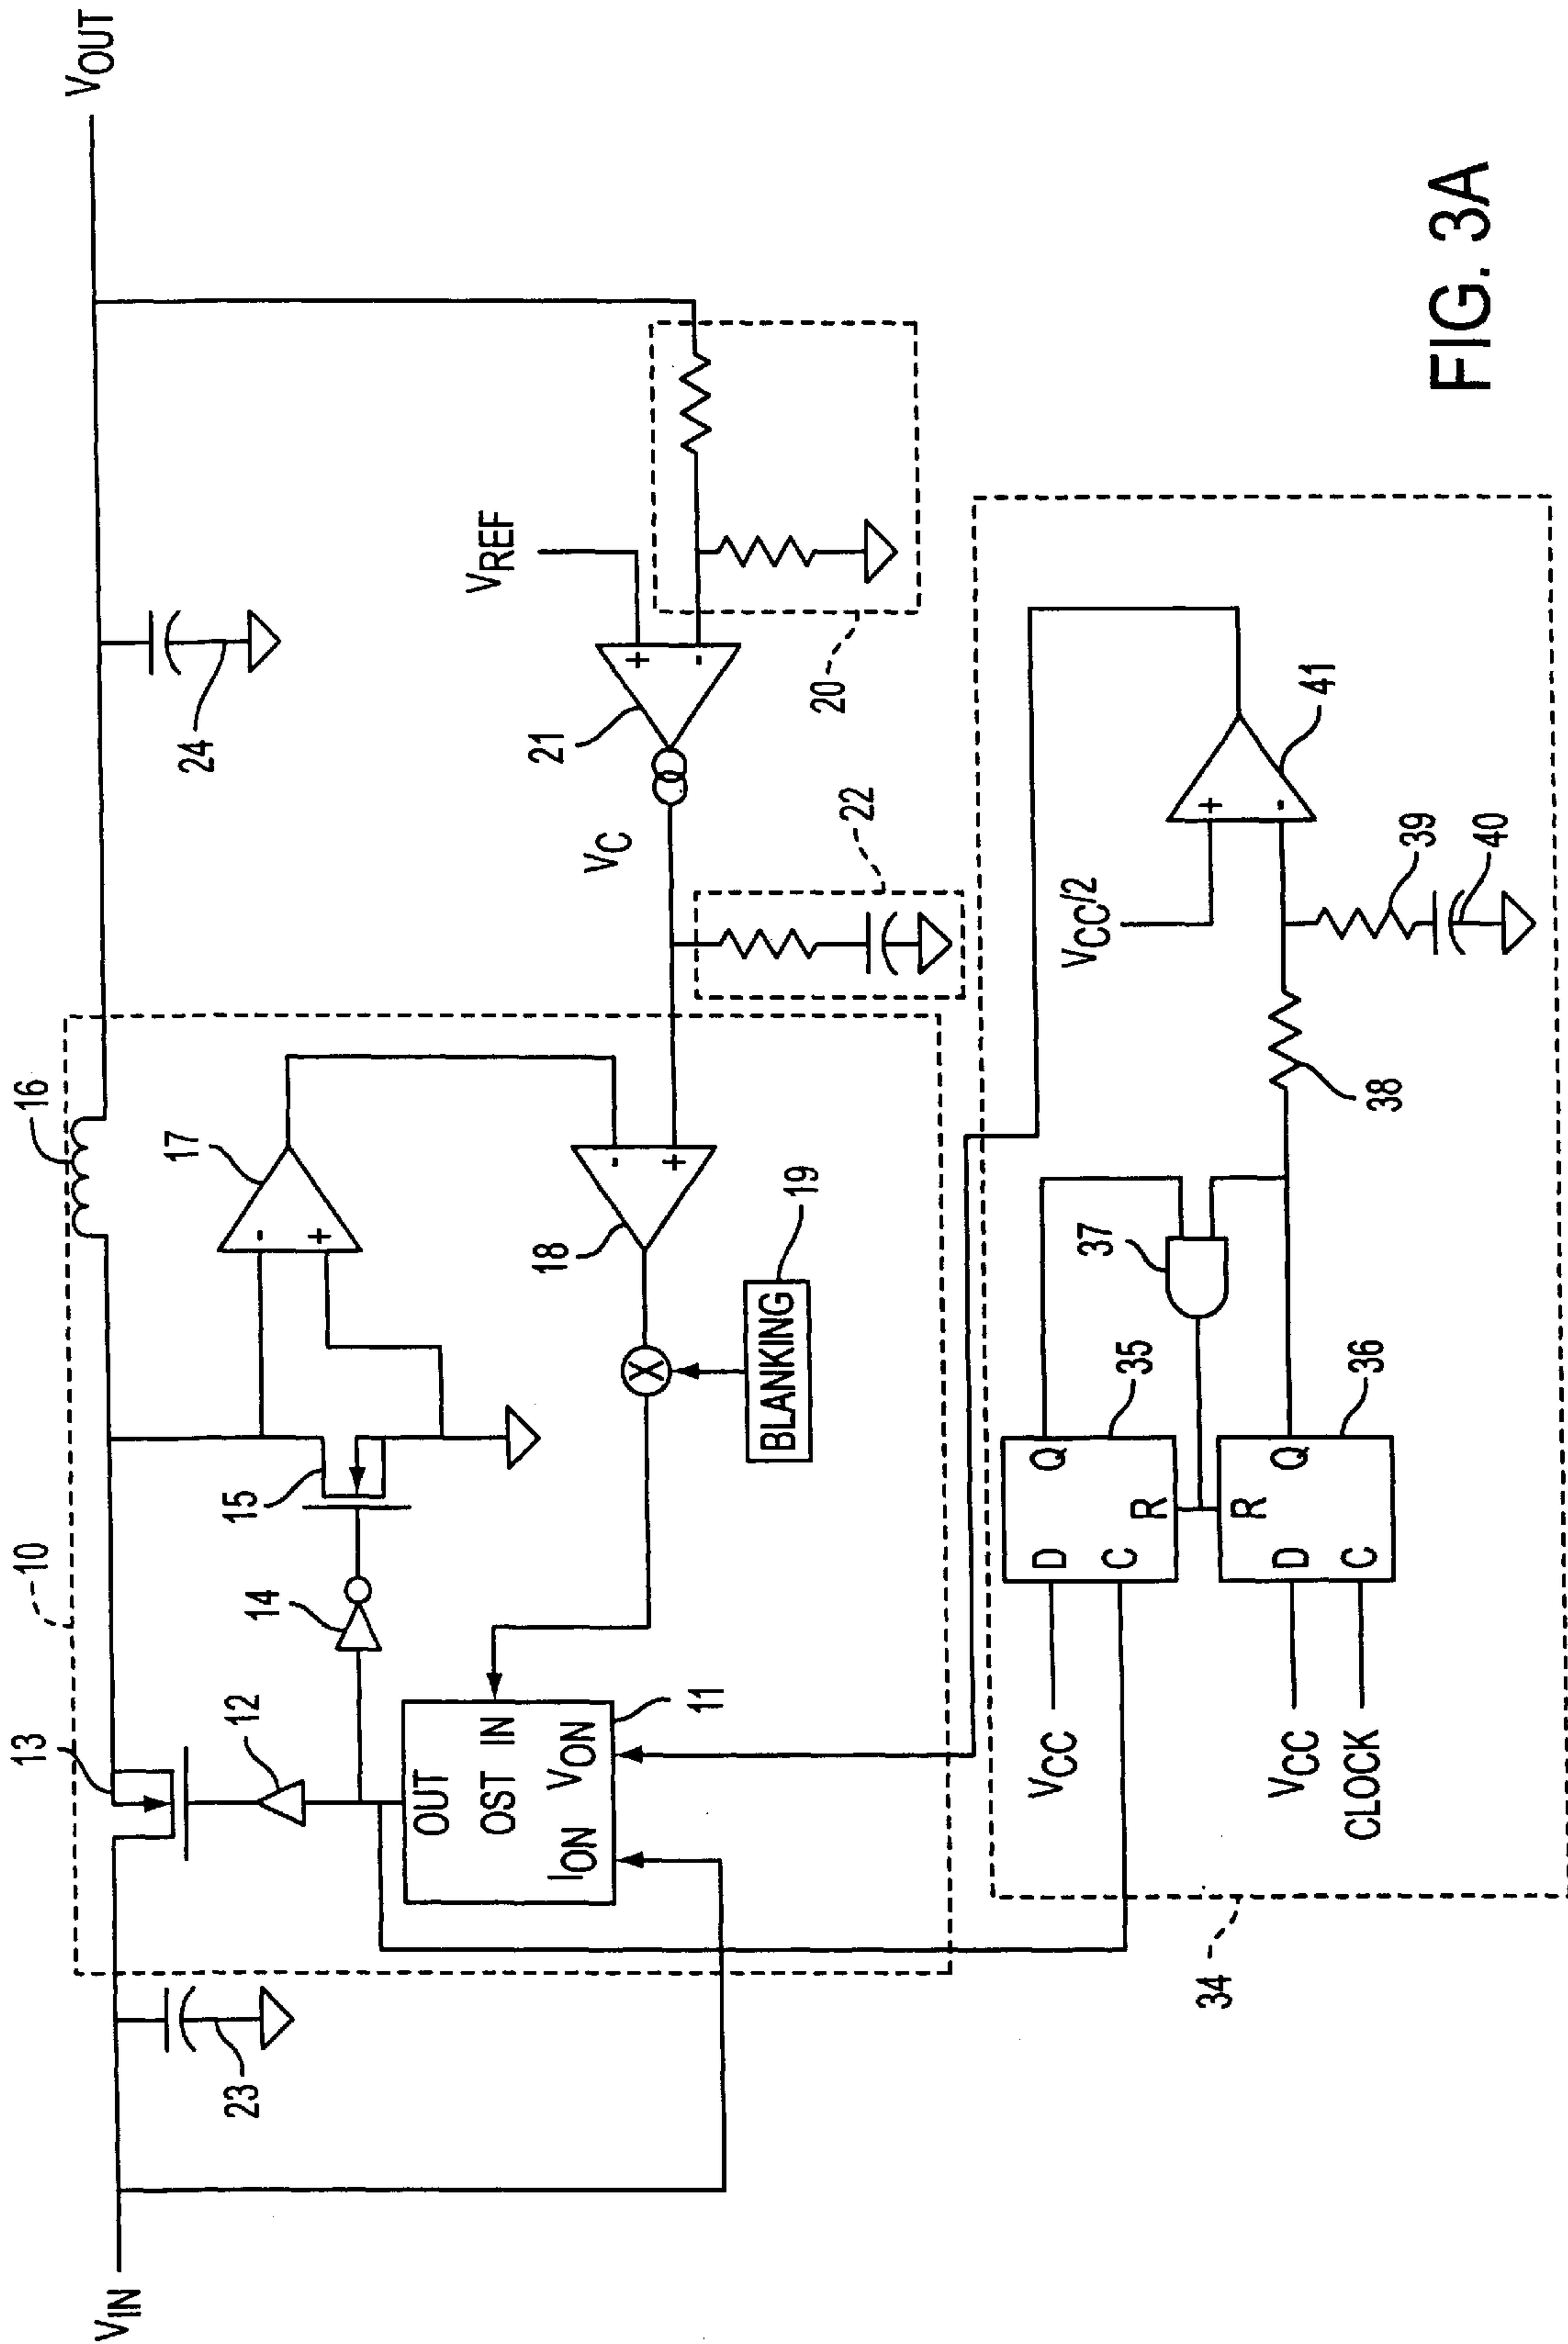 VIN
VOUT
10
16
13
12
14
15
17
23
24
OUT
OST
IN
ION
VON
11
- +
18
- +
BLANKING
19
X
VC
21
+ -
VREF
20
22
34
VCC
D
Q
C
R
35
VCC
D
Q
CLOCK
C
R
36
37
38
39
40
VCC/2
+ -
41
FIG. 3A